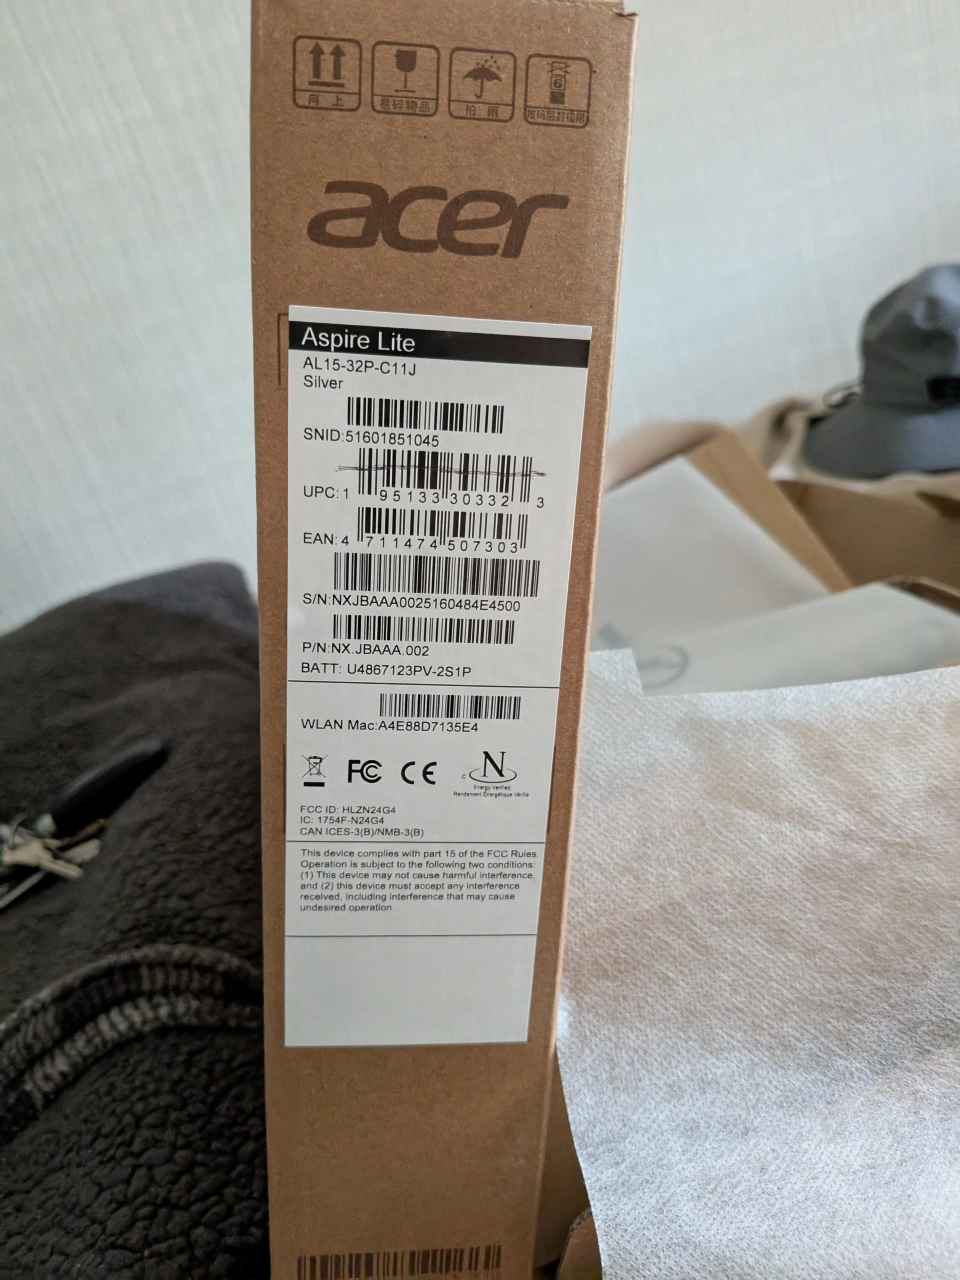 向 上
易碎物品
怕 雨
6
堆码层数极限
acer
Aspire Lite
AL15-32P-C11J
Silver
SNID:51601851045
UPC: 1 95133 30332 3
EAN: 4 711474 507303
S/N:NXJBAAA0025160484E4500
P/N:NX.JBAAA.002
BATT: U4867123PV-2S1P
WLAN Mac:A4E88D7135E4
FC CE
C N
Energy Verified
Rendement Énergétique Vérifié
FCC ID: HLZN24G4
IC: 1754F-N24G4
CAN ICES-3(B)/NMB-3(B)
This device complies with part 15 of the FCC Rules.
Operation is subject to the following two conditions:
(1) This device may not cause harmful interference,
and (2) this device must accept any interference
received, including interference that may cause
undesired operation.